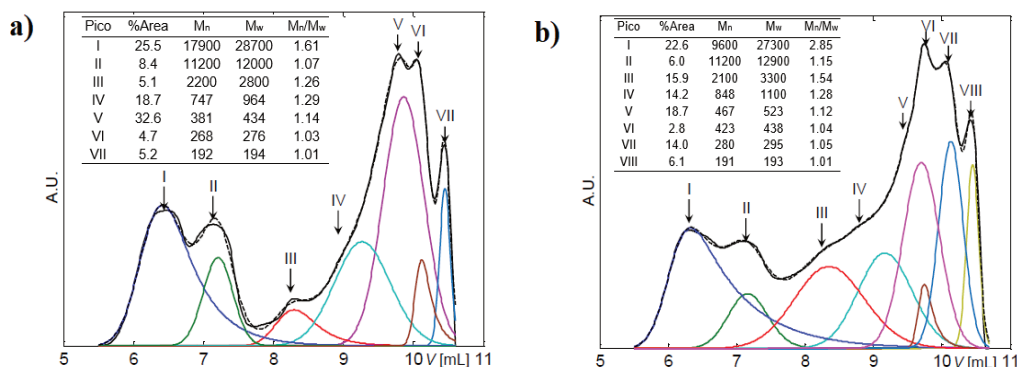 a)
Pico %Area Mn Mw Mn/Mw
I 25.5 17900 28700 1.61
II 8.4 11200 12000 1.07
III 5.1 2200 2800 1.26
IV 18.7 747 964 1.29
V 32.6 381 434 1.14
VI 4.7 268 276 1.03
VII 5.2 192 194 1.01
I
II
III
IV
V
VI
VII
A.U.
5 6 7 8 9 10 V [mL] 11
b)
Pico %Area Mn Mw Mn/Mw
I 22.6 9600 27300 2.85
II 6.0 11200 12900 1.15
III 15.9 2100 3300 1.54
IV 14.2 848 1100 1.28
V 18.7 467 523 1.12
VI 2.8 423 438 1.04
VII 14.0 280 295 1.05
VIII 6.1 191 193 1.01
I
II
III
IV
V
VI
VII
VIII
A.U.
5 6 7 8 9 10 V [mL] 11